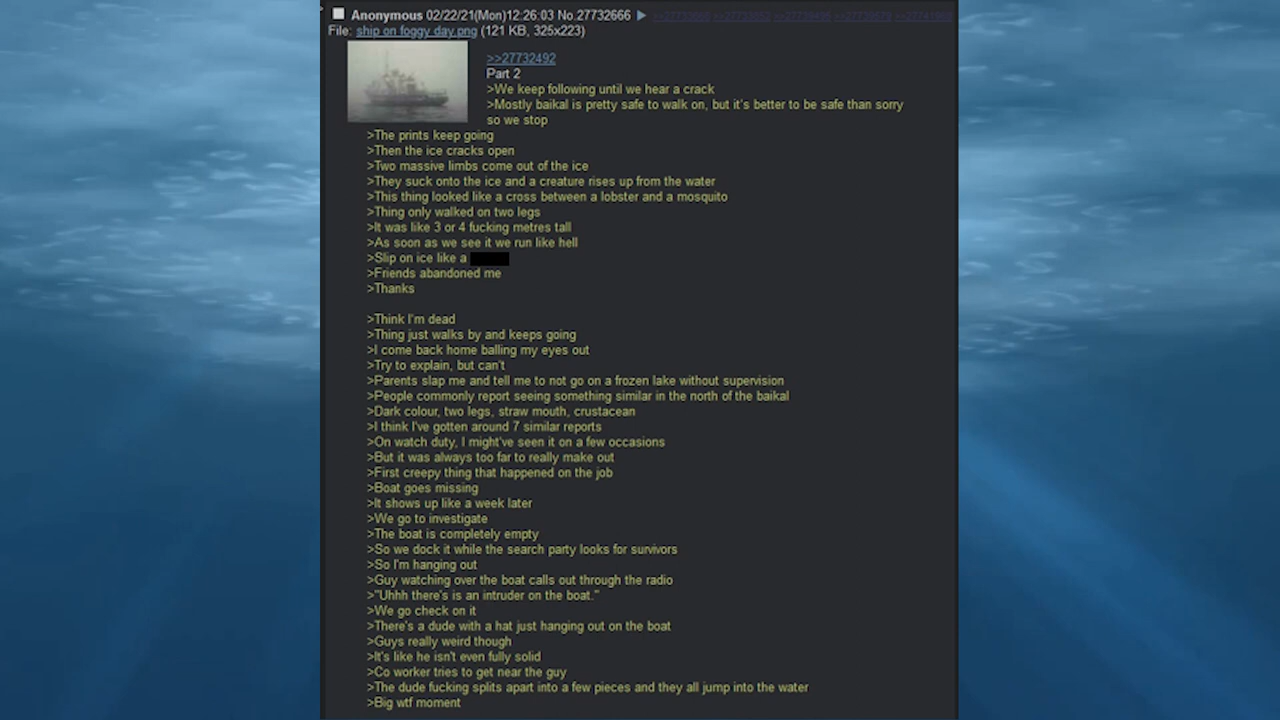 Anonymous 02/22/21(Mon)12:26:03 No.27732666
File: ship on foggy day.png (121 KB, 325x223)
>>27732492
Part 2
>We keep following until we hear a crack
>Mostly baikal is pretty safe to walk on, but it's better to be safe than sorry
so we stop
>The prints keep going
>Then the ice cracks open
>Two massive limbs come out of the ice
>They suck onto the ice and a creature rises up from the water
>This thing looked like a cross between a lobster and a mosquito
>Thing only walked on two legs
>It was like 3 or 4 fucking metres tall
>As soon as we see it we run like hell
>Slip on ice like a
>Friends abandoned me
>Thanks
>Think I'm dead
>Thing just walks by and keeps going
>I come back home balling my eyes out
>Try to explain, but can't
>Parents slap me and tell me to not go on a frozen lake without supervision
>People commonly report seeing something similar in the north of the baikal
>Dark colour, two legs, straw mouth, crustacean
>I think I've gotten around 7 similar reports
>On watch duty, I might've seen it on a few occasions
>But it was always too far to really make out
>First creepy thing that happened on the job
>Boat goes missing
>It shows up like a week later
>We go to investigate
>The boat is completely empty
>So we dock it while the search party looks for survivors
>So I'm hanging out
>Guy watching over the boat calls out through the radio
>"Uhhh there's is an intruder on the boat."
>We go check on it
>There's a dude with a hat just hanging out on the boat
>Guys really weird though
>It's like he isn't even fully solid
>Co worker tries to get near the guy
>The dude fucking splits apart into a few pieces and they all jump into the water
>Big wtf moment